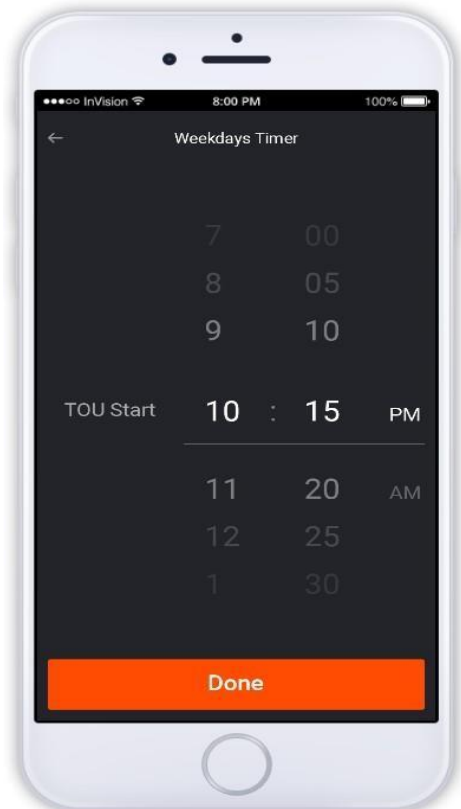 ●●●○○ InVision 8:00 PM 100%
← Weekdays Timer
7 00
8 05
9 10
TOU Start 10 : 15 PM
11 20 AM
12 25
1 30
Done